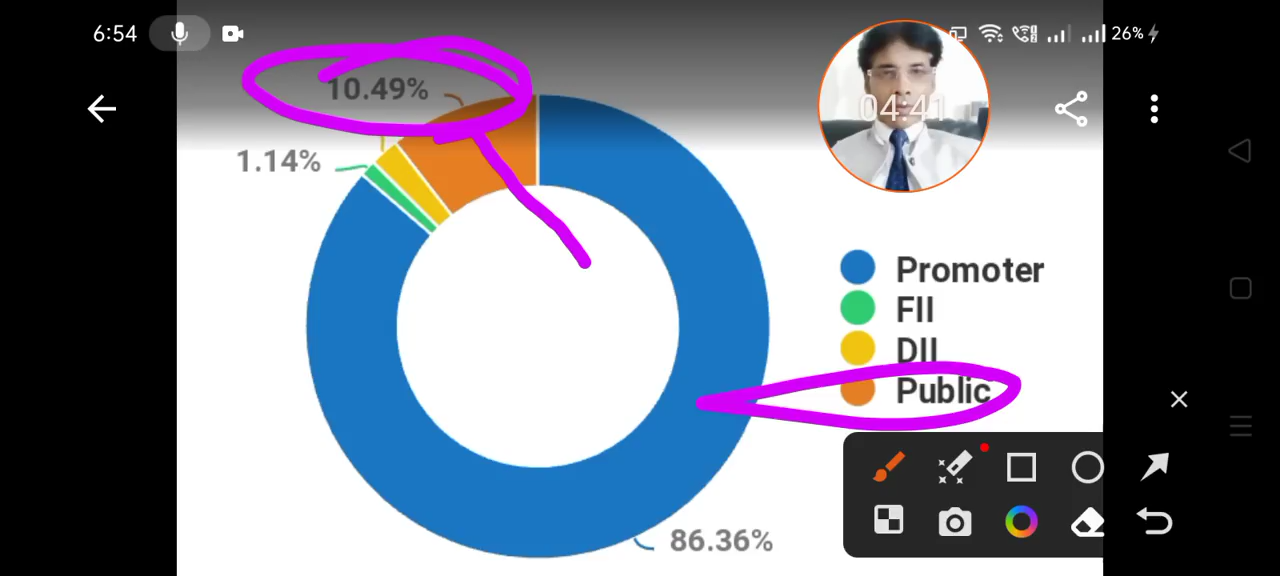 6:54
26%
04:41
10.49%
1.14%
Promoter
FII
DII
Public
86.36%